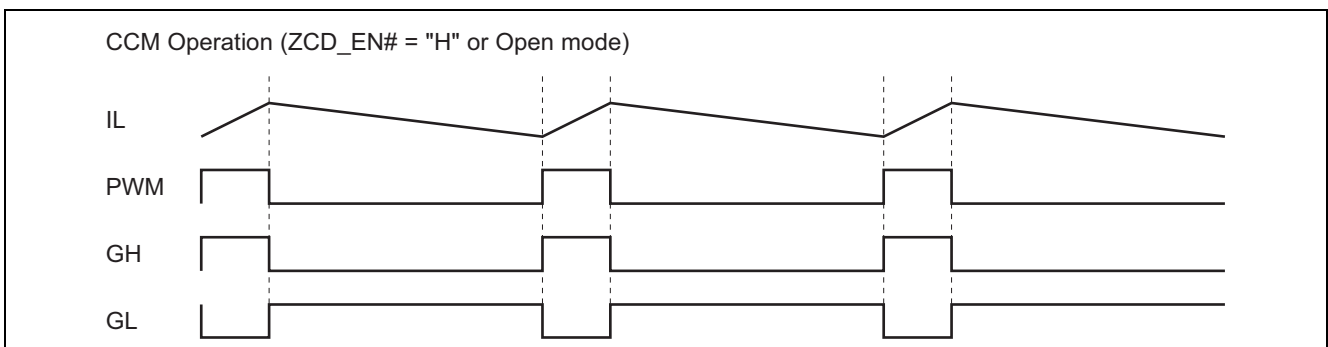 CCM Operation (ZCD_EN# = "H" or Open mode)
IL
PWM
GH
GL